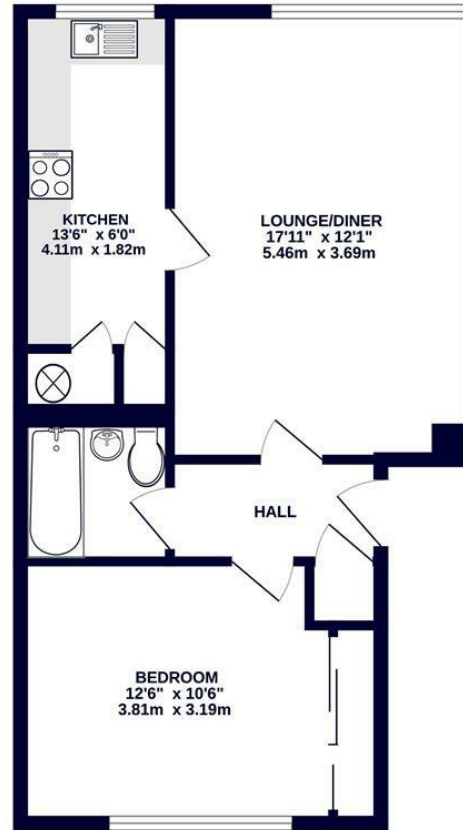 KITCHEN
13'6" x 6'0"
4.11m x 1.82m
LOUNGE/DINER
17'11" x 12'1"
5.46m x 3.69m
HALL
BEDROOM
12'6" x 10'6"
3.81m x 3.19m